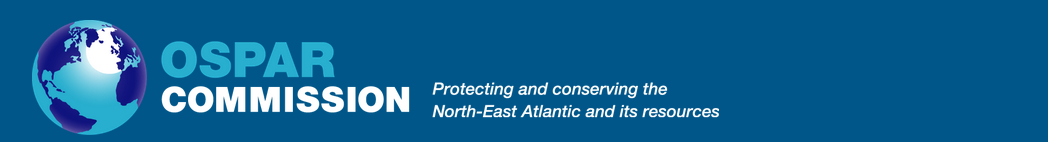 OSPAR
COMMISSION
Protecting and conserving the
North-East Atlantic and its resources